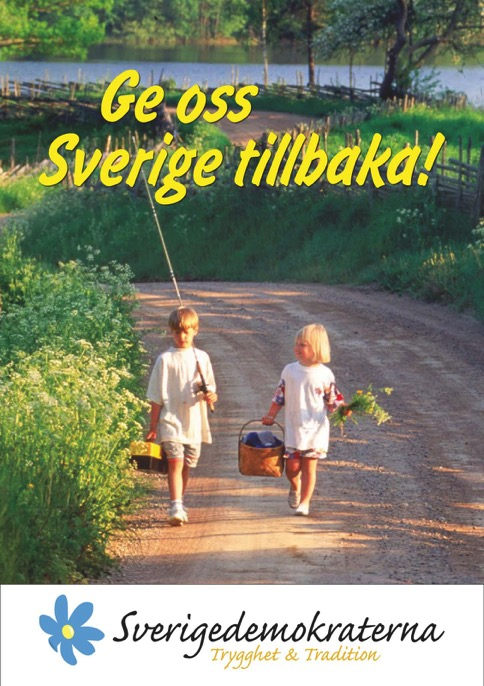 Ge oss
Sverige tillbaka!
Sverigedemokraterna
Trygghet & Tradition